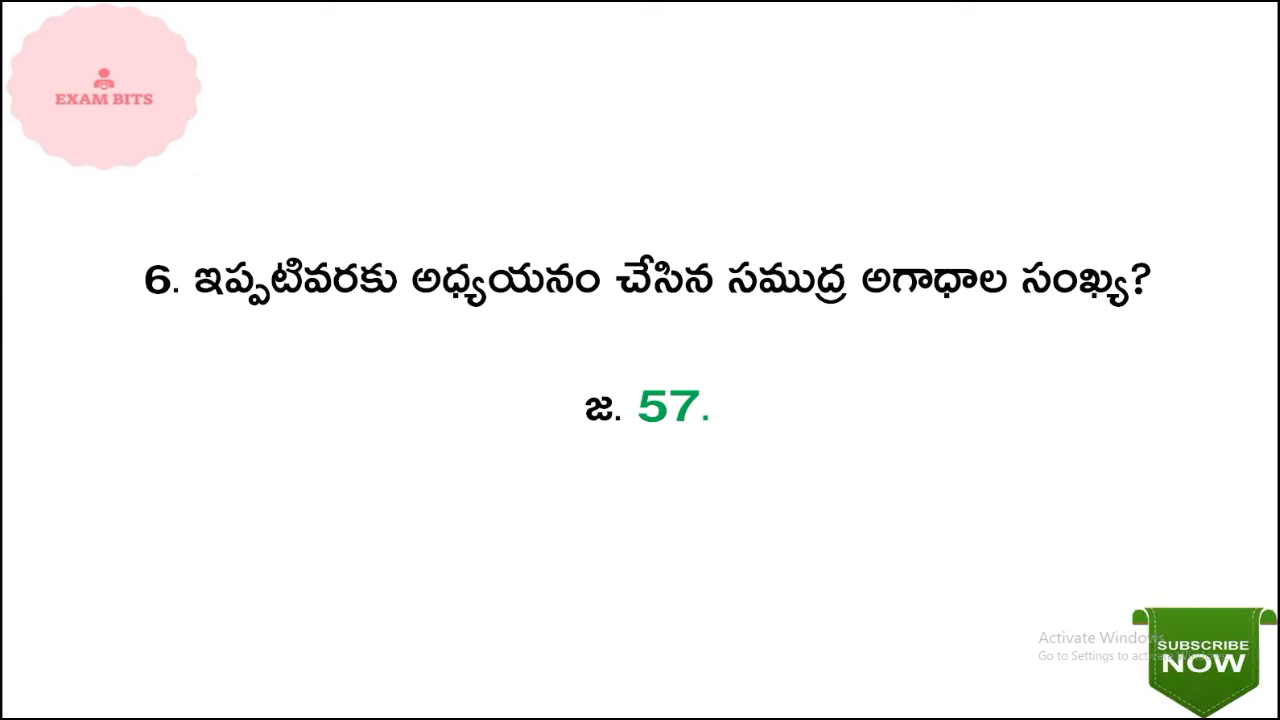 EXAM BITS
6. ఇప్పటివరకు అధ్యయనం చేసిన సముద్ర అగాధాల సంఖ్య?
జ. 57.
Activate Windows
Go to Settings to
SUBSCRIBE
NOW